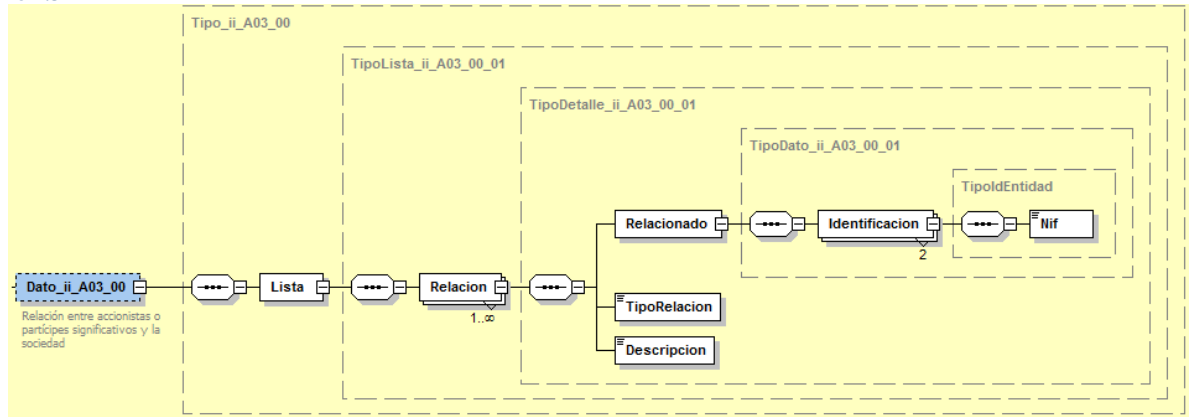 Tipo_ii_A03_00
TipoLista_ii_A03_00_01
TipoDetalle_ii_A03_00_01
TipoDato_ii_A03_00_01
TipoIdEntidad
Relacionado
Identificacion
Nif
2
Dato_ii_A03_00
Lista
Relacion
1..∞
TipoRelacion
Descripcion
Relación entre accionistas o
partícipes significativos y la
sociedad